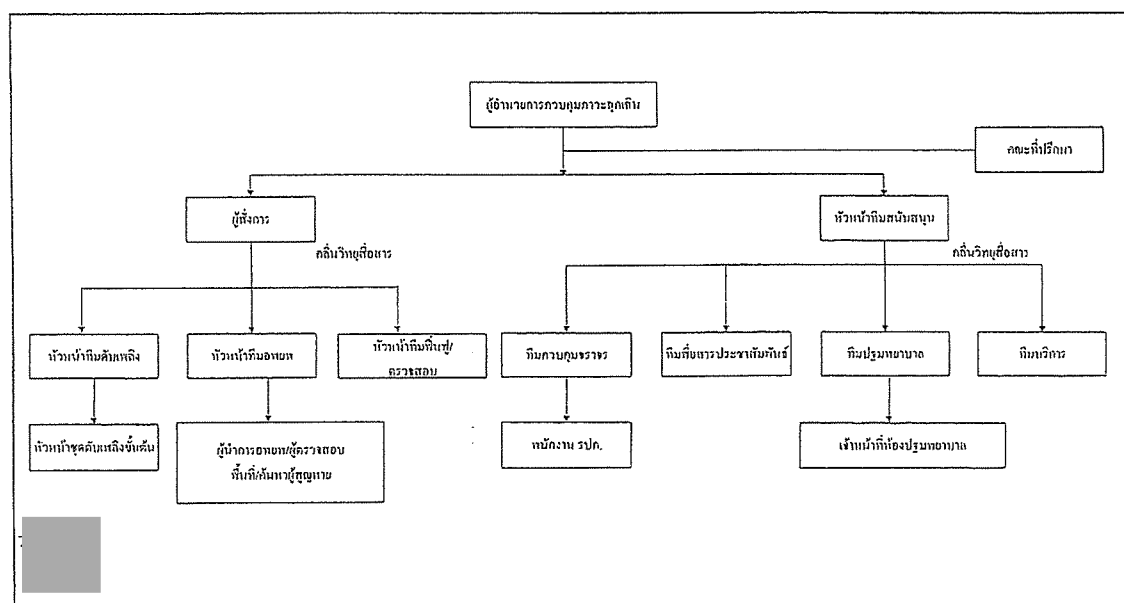 ผู้อำนวยการควบคุมภาวะฉุกเฉิน
คณะที่ปรึกษา
ผู้สั่งการ
หัวหน้าทีมสนับสนุน
คลื่นวิทยุสื่อสาร
คลื่นวิทยุสื่อสาร
หัวหน้าทีมดับเพลิง
หัวหน้าทีมอพยพ
หัวหน้าทีมฟื้นฟู/
ตรวจสอบ
ทีมควบคุมจราจร
ทีมสื่อสารประชาสัมพันธ์
ทีมปฐมพยาบาล
ทีมบริการ
หัวหน้าชุดดับเพลิงขั้นต้น
ผู้นำการอพยพ/ผู้ตรวจสอบ
พื้นที่/ค้นหาผู้สูญหาย
พนักงาน รปภ.
เจ้าหน้าที่ห้องปฐมพยาบาล